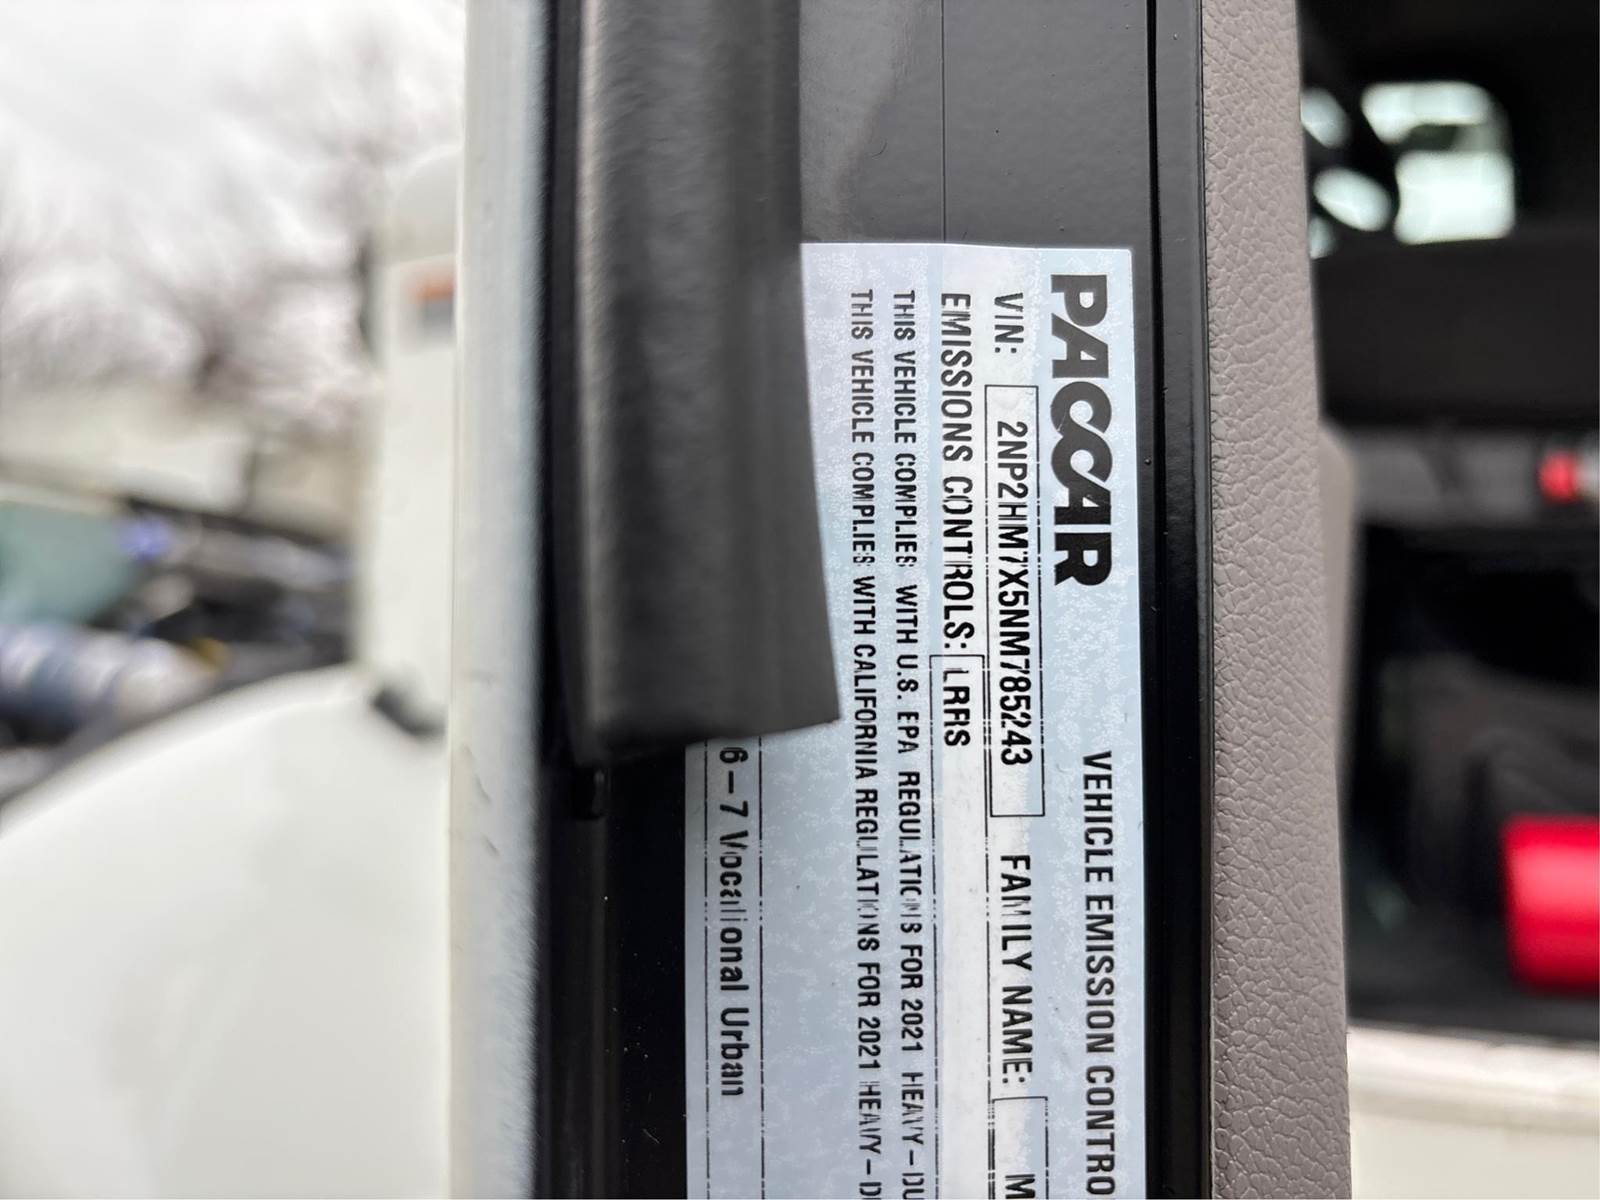 PACCAR
VEHICLE EMISSION CONTRO
VIN: 2NP2HM7X5NM785243 FAMILY NAME: M
EMISSIONS CONTROLS: LRRS
THIS VEHICLE COMPLIES WITH U.S. EPA REGULATIONS FOR 2021 HEAVY-DU
THIS VEHICLE COMPLIES WITH CALIFORNIA REGULATIONS FOR 2021 HEAVY-D
6-7 Vocational Urban